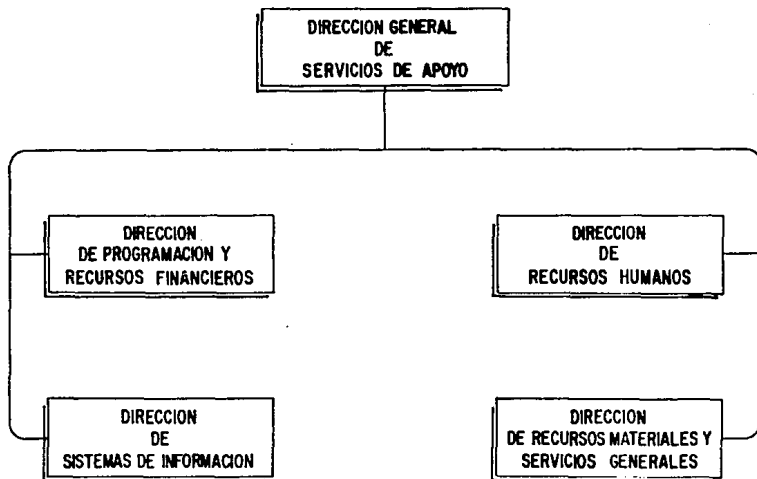 DIRECCION GENERAL
DE
SERVICIOS DE APOYO
DIRECCION
DE PROGRAMACION Y
RECURSOS FINANCIEROS
DIRECCION
DE
RECURSOS HUMANOS
DIRECCION
DE
SISTEMAS DE INFORMACION
DIRECCION
DE RECURSOS MATERIALES Y
SERVICIOS GENERALES